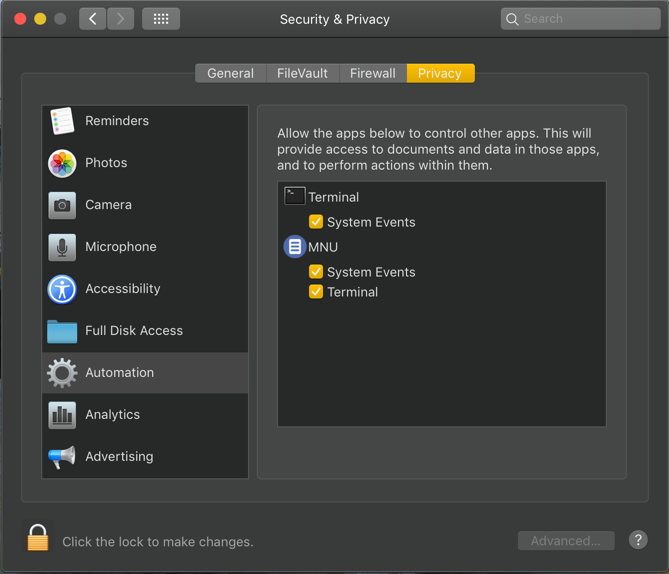 Security & Privacy
Search
General
FileVault
Firewall
Privacy
Reminders
Photos
Camera
Microphone
Accessibility
Full Disk Access
Automation
Analytics
Advertising
Allow the apps below to control other apps. This will
provide access to documents and data in those apps,
and to perform actions within them.
Terminal
System Events
MNU
System Events
Terminal
Click the lock to make changes.
Advanced...
?